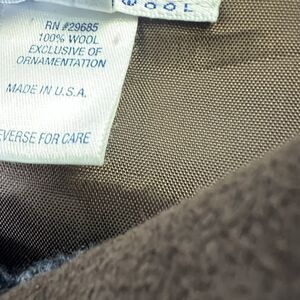 WOOL
RN #29685
100% WOOL
EXCLUSIVE OF
ORNAMENTATION
MADE IN U.S.A.
EVERSE FOR CARE